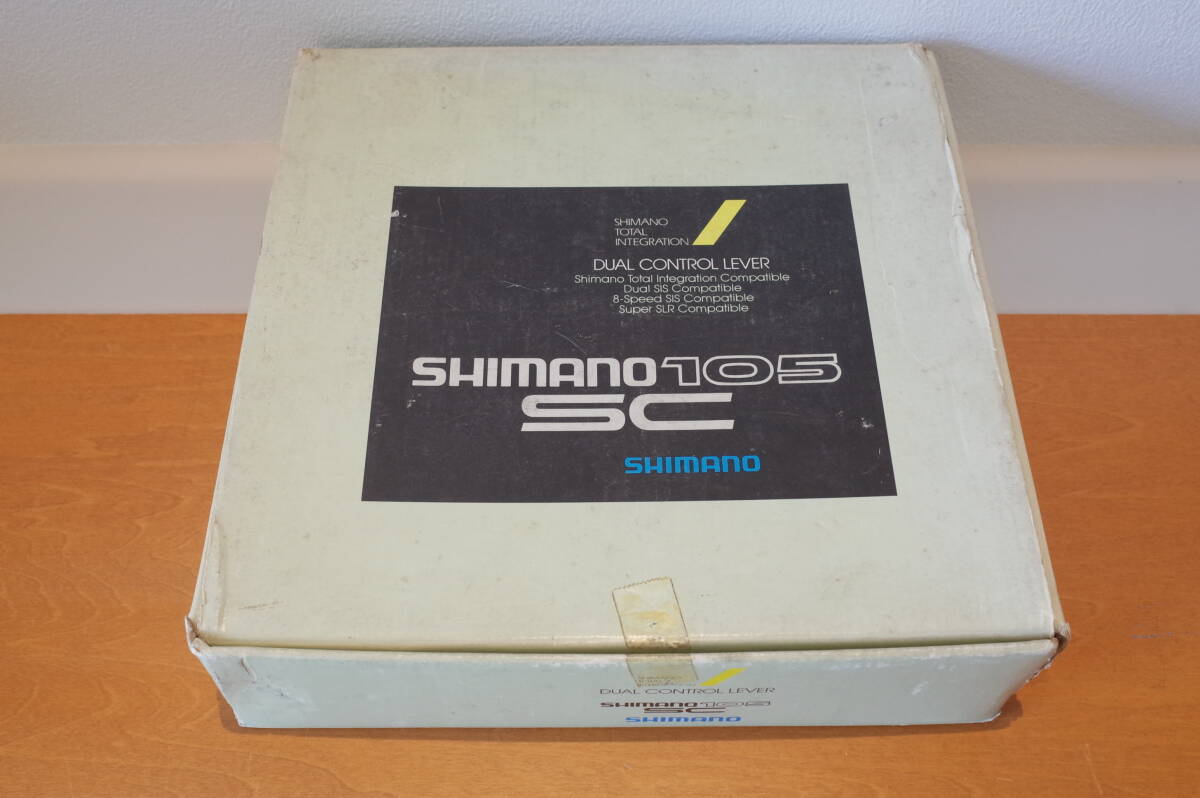 SHIMANO
TOTAL
INTEGRATION
DUAL CONTROL LEVER
Shimano Total Integration Compatible
Dual SIS Compatible
8-Speed SIS Compatible
Super SLR Compatible
SHIMANO 105
SC
SHIMANO
DUAL CONTROL LEVER
SHIMANO 105
SC
SHIMANO